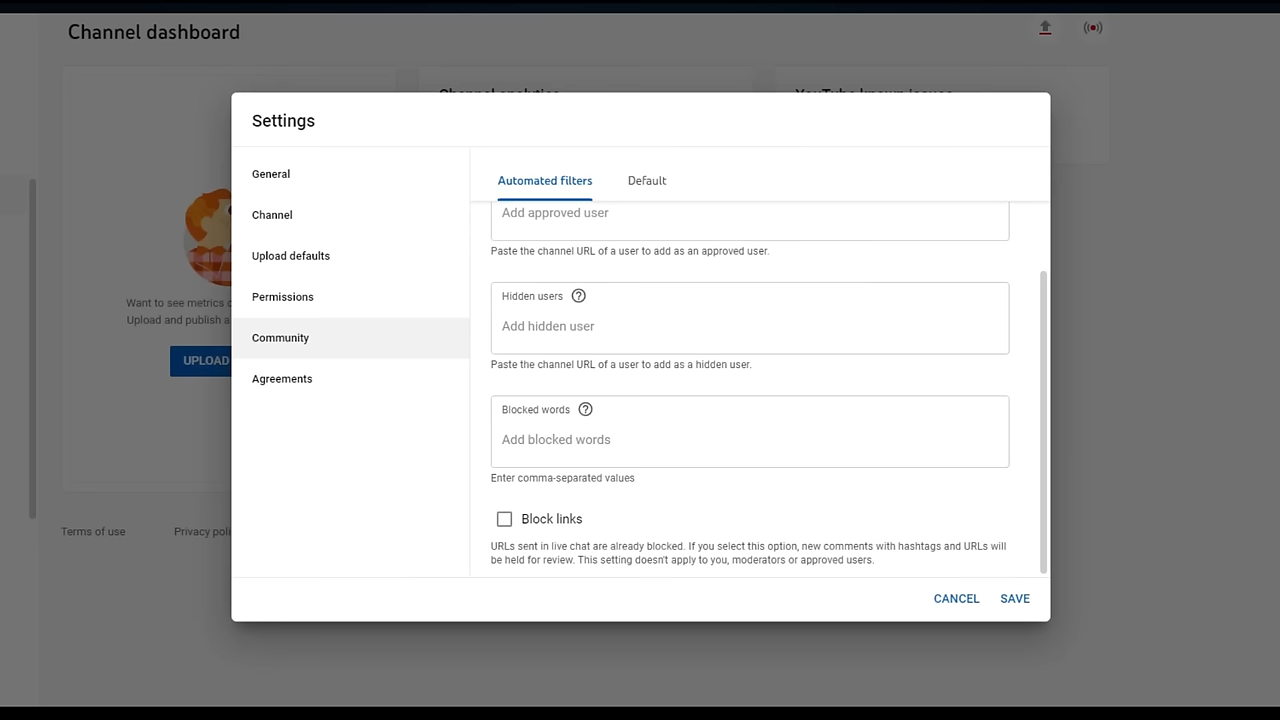 Channel dashboard
Settings
General
Channel
Upload defaults
Permissions
Community
Agreements
Automated filters
Default
Add approved user
Paste the channel URL of a user to add as an approved user.
Hidden users
Add hidden user
Paste the channel URL of a user to add as a hidden user.
Blocked words
Add blocked words
Enter comma-separated values
Block links
URLs sent in live chat are already blocked. If you select this option, new comments with hashtags and URLs will
be held for review. This setting doesn't apply to you, moderators or approved users.
CANCEL
SAVE
Want to see metrics
Upload and publish a
UPLOAD
Terms of use
Privacy